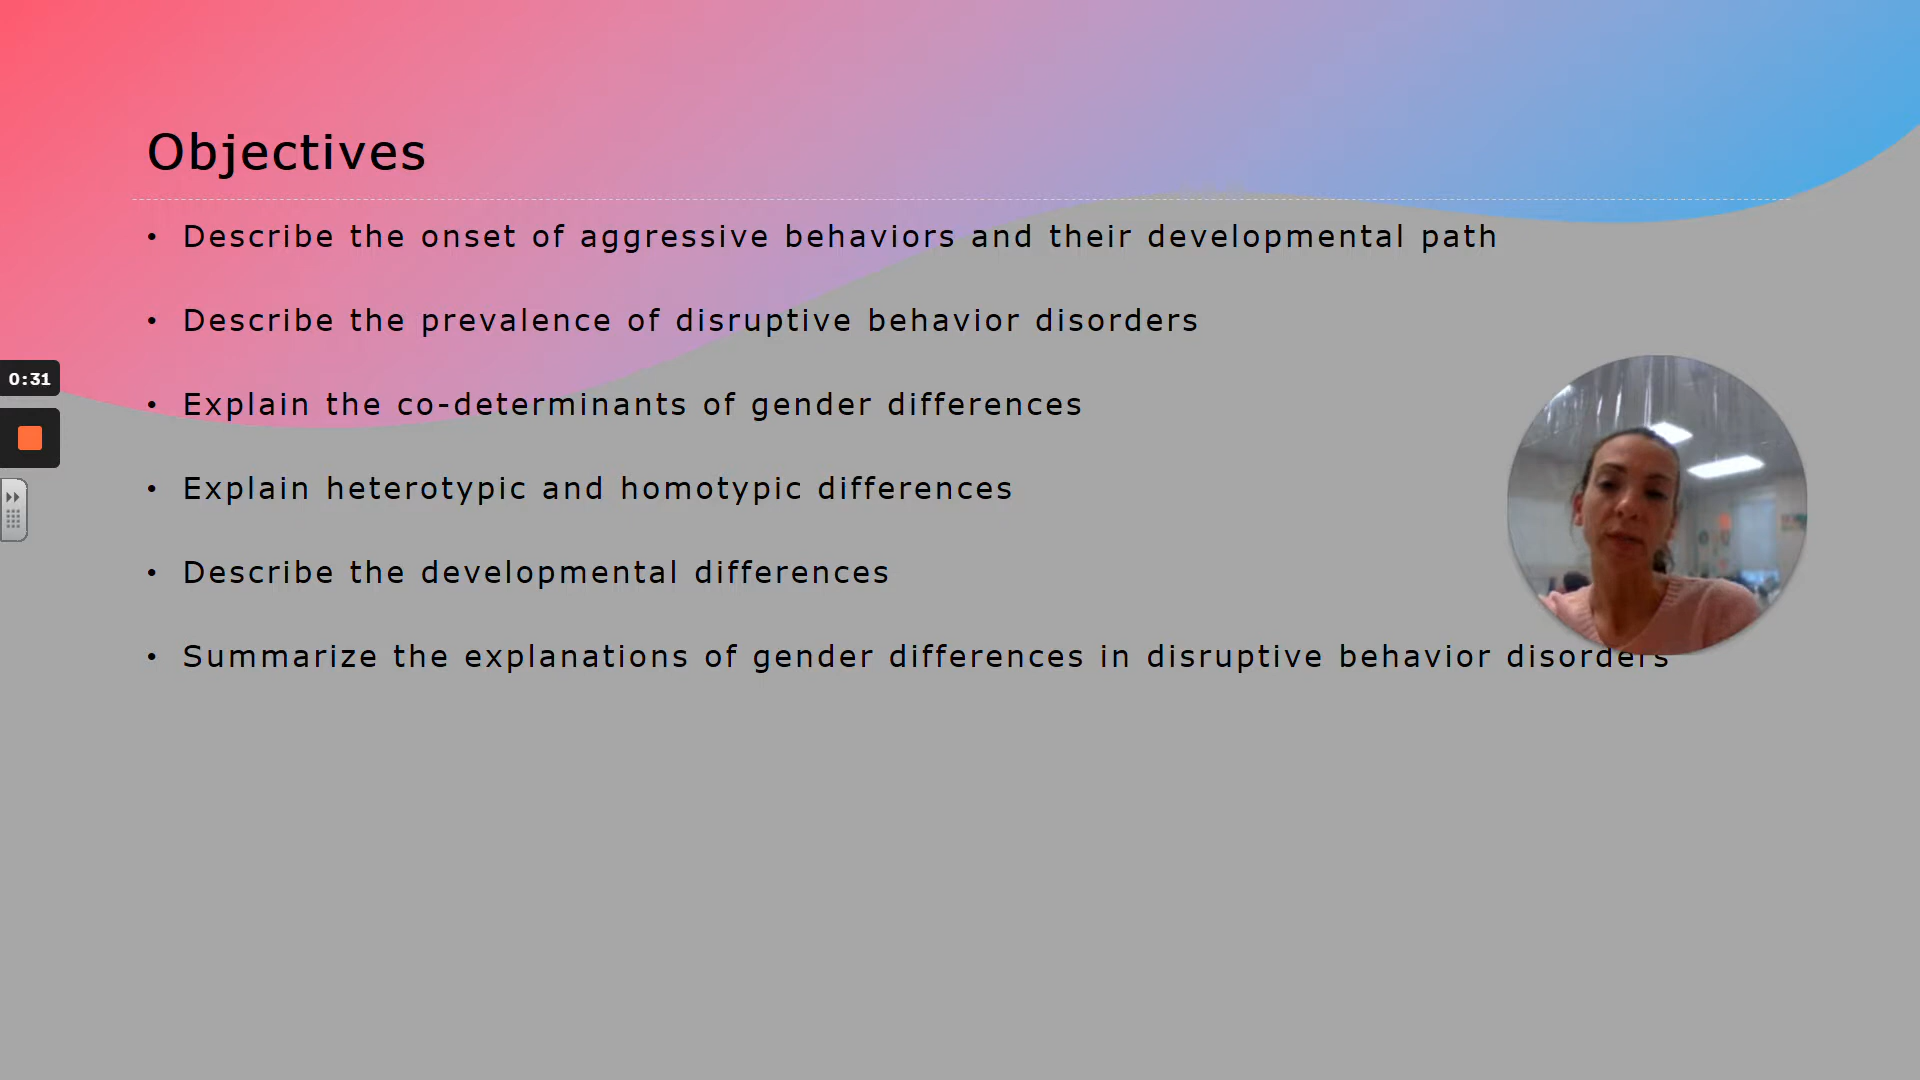 Objectives
• Describe the onset of aggressive behaviors and their developmental path
• Describe the prevalence of disruptive behavior disorders
0:31
• Explain the co-determinants of gender differences
• Explain heterotypic and homotypic differences
• Describe the developmental differences
• Summarize the explanations of gender differences in disruptive behavior disorders